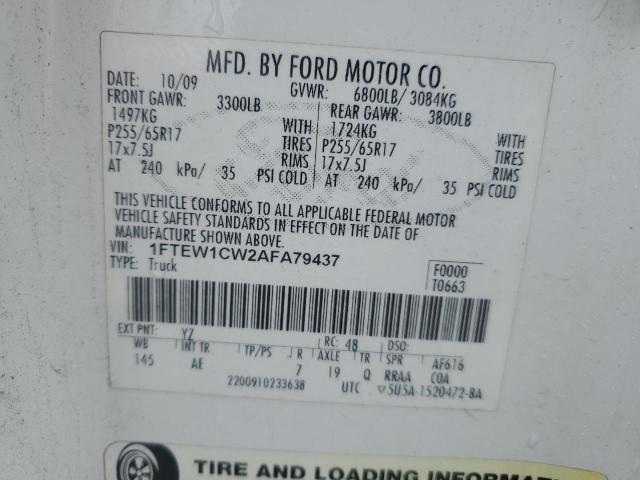 MFD. BY FORD MOTOR CO.
DATE: 10/09 GVWR: 6800LB/ 3084KG
FRONT GAWR: 3300LB REAR GAWR: 3800LB
1497KG WITH 1724KG WITH
P255/65R17 TIRES P255/65R17 TIRES
17x7.5J RIMS 17x7.5J RIMS
AT 240 kPa/ 35 PSI COLD AT 240 kPa/ 35 PSI COLD
THIS VEHICLE CONFORMS TO ALL APPLICABLE FEDERAL MOTOR
VEHICLE SAFETY STANDARDS IN EFFECT ON THE DATE OF
MANUFACTURE SHOWN ABOVE.
VIN: 1FTEW1CW2AFA79437
TYPE: Truck
F0000
T0663
EXT PNT: YZ RC: 48 DSO:
WB INT TR TP/PS R AXLE TR SPR AF616
145 AE 7 19 Q RRAA COA
2200910233638 UTC ▽5U5A-1520472-BA
TIRE AND LOADING INFORMATION